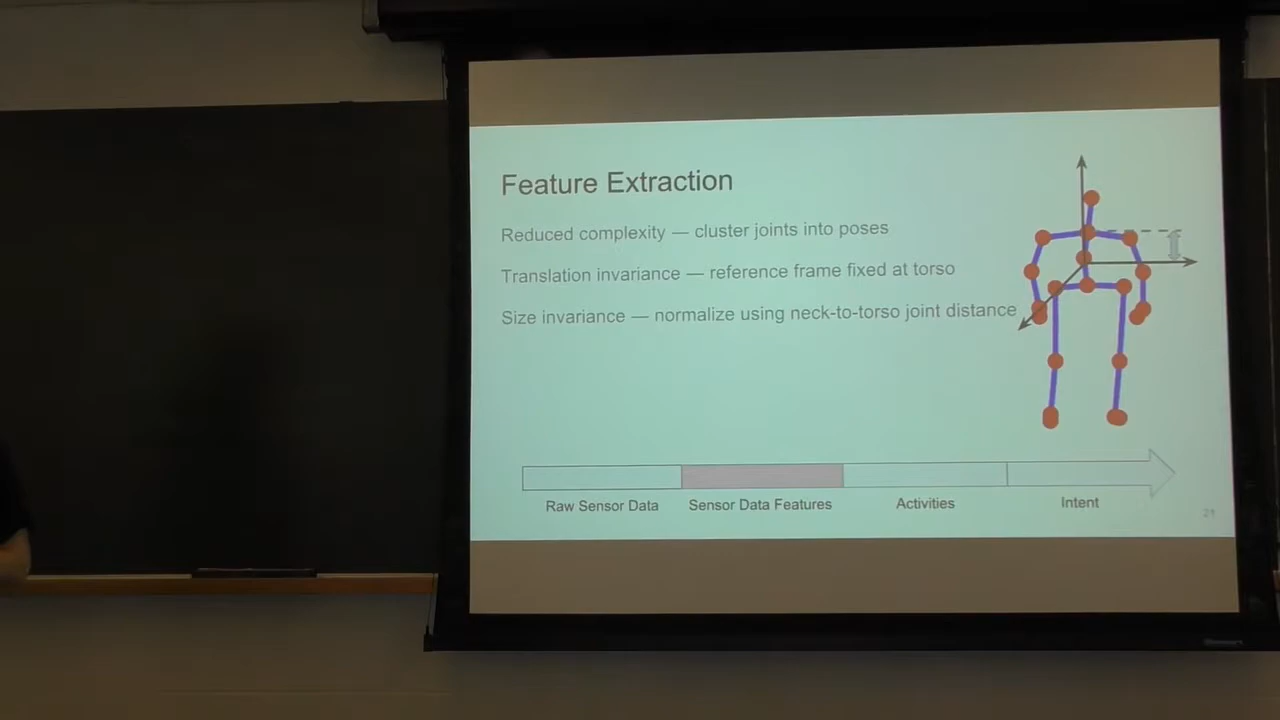 Feature Extraction
Reduced complexity — cluster joints into poses
Translation invariance — reference frame fixed at torso
Size invariance — normalize using neck-to-torso joint distance
Raw Sensor Data
Sensor Data Features
Activities
Intent
21